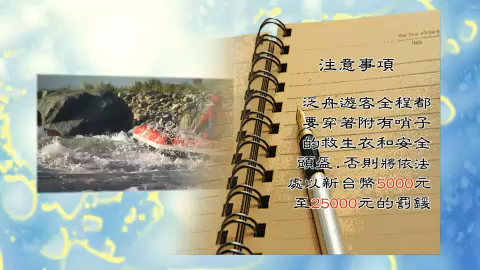 注意事項
泛舟遊客全程都
要穿著附有哨子
的救生衣和安全
頭盔.否則將依法
處以新台幣5000元
至25000元的罰鍰